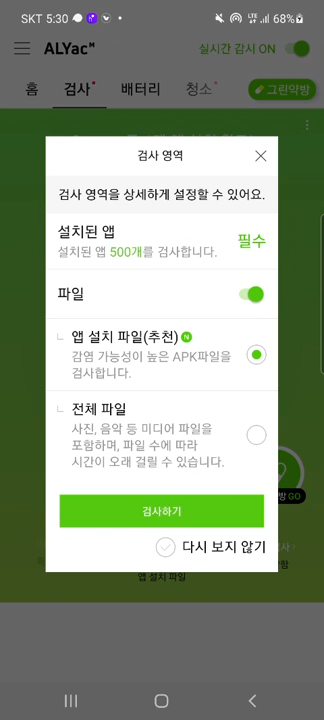 SKT 5:30
LTE 68%
ALYac M
실시간 감시 ON
홈 검사 배터리 청소 그린약방
검사 영역
검사 영역을 상세하게 설정할 수 있어요.
설치된 앱
설치된 앱 500개를 검사합니다.
필수
파일
앱 설치 파일(추천) N
감염 가능성이 높은 APK파일을
검사합니다.
전체 파일
사진, 음악 등 미디어 파일을
포함하며, 파일 수에 따라
시간이 오래 걸릴 수 있습니다.
방 GO
검사하기
다시 보지 않기
앱 설치 파일